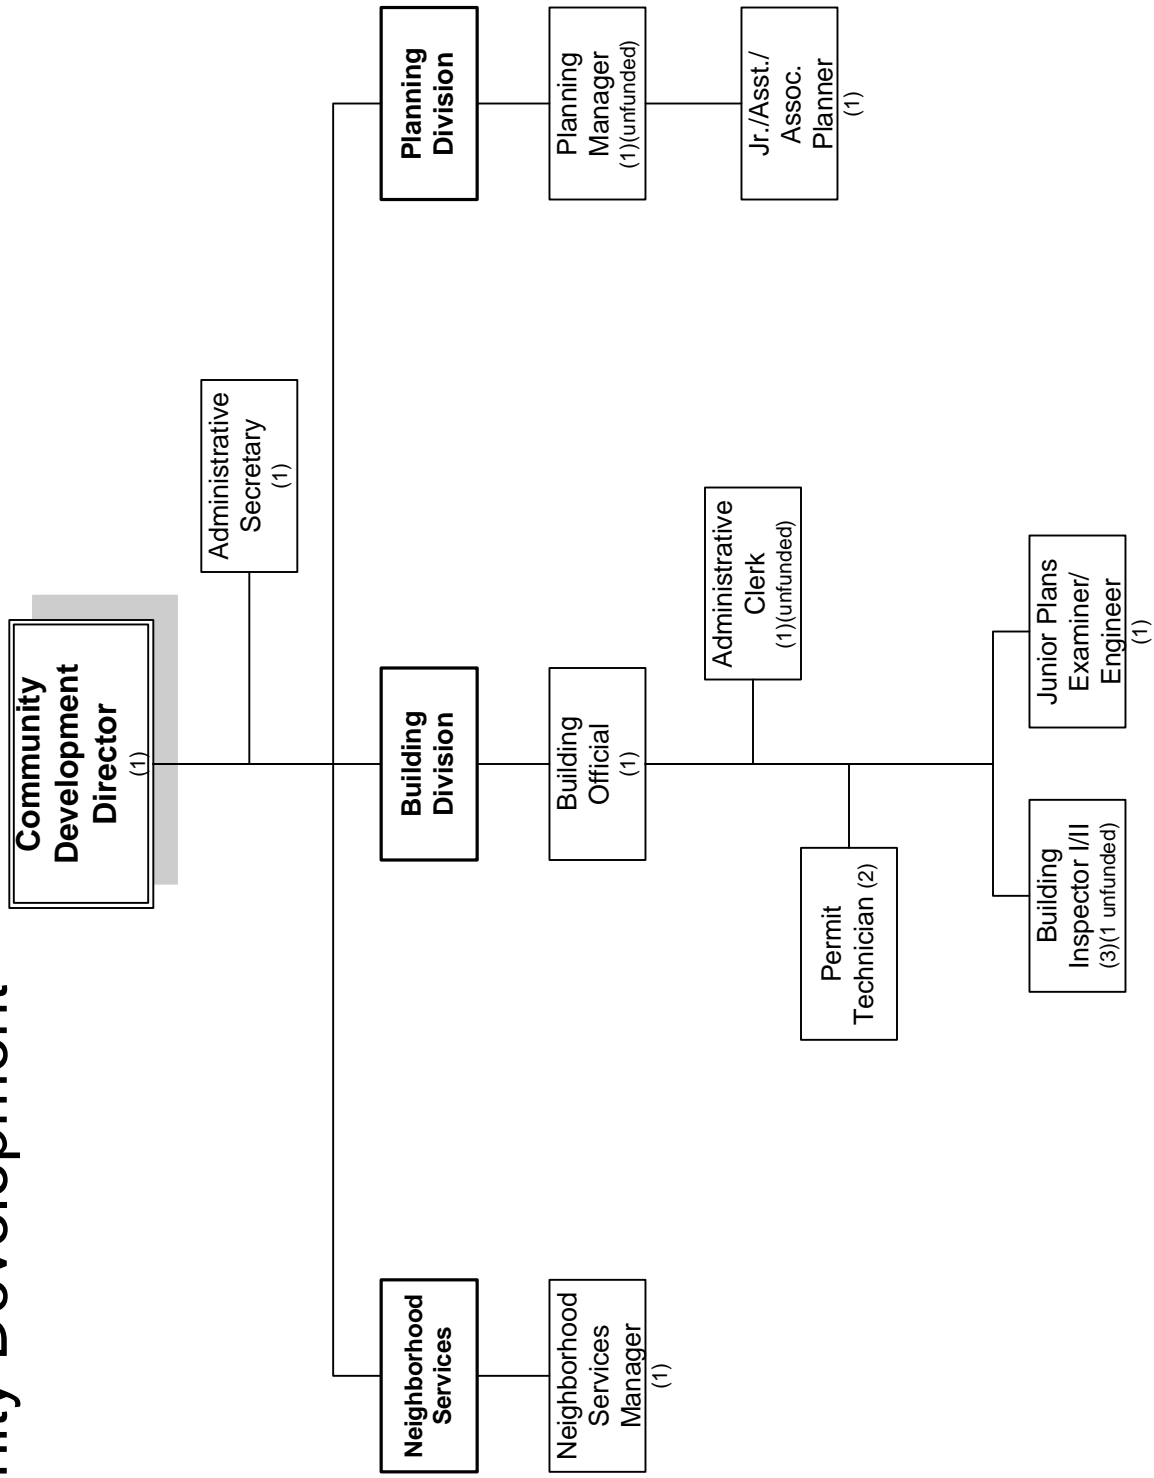 Development
Community
Development
Director
(1)
Administrative
Secretary
(1)
Neighborhood
Services
Building
Division
Planning
Division
Neighborhood
Services
Manager
(1)
Building
Official
(1)
Planning
Manager
(1)(unfunded)
Administrative
Clerk
(1)(unfunded)
Jr./Asst./
Assoc.
Planner
(1)
Permit
Technician (2)
Building
Inspector I/II
(3)(1 unfunded)
Junior Plans
Examiner/
Engineer
(1)